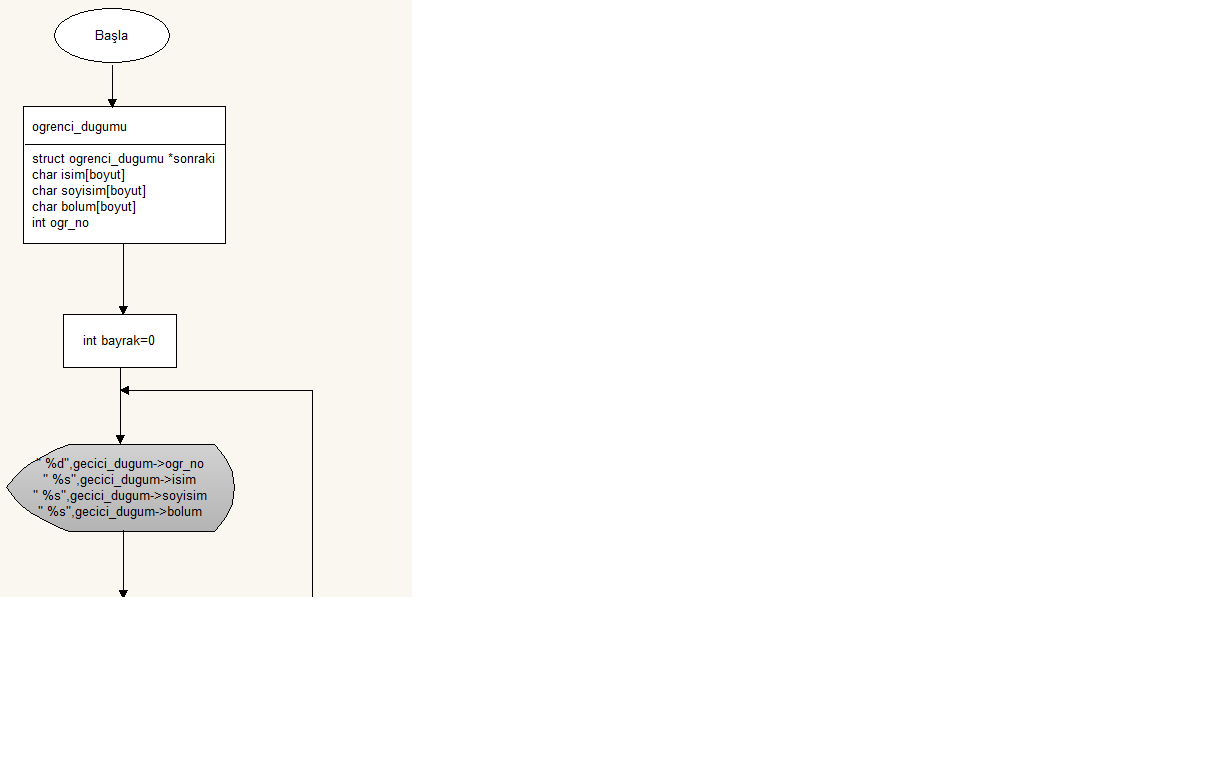 Başla
ogrenci_dugumu
struct ogrenci_dugumu *sonraki
char isim[boyut]
char soyisim[boyut]
char bolum[boyut]
int ogr_no
int bayrak=0
" %d",gecici_dugum->ogr_no
" %s",gecici_dugum->isim
" %s",gecici_dugum->soyisim
" %s",gecici_dugum->bolum